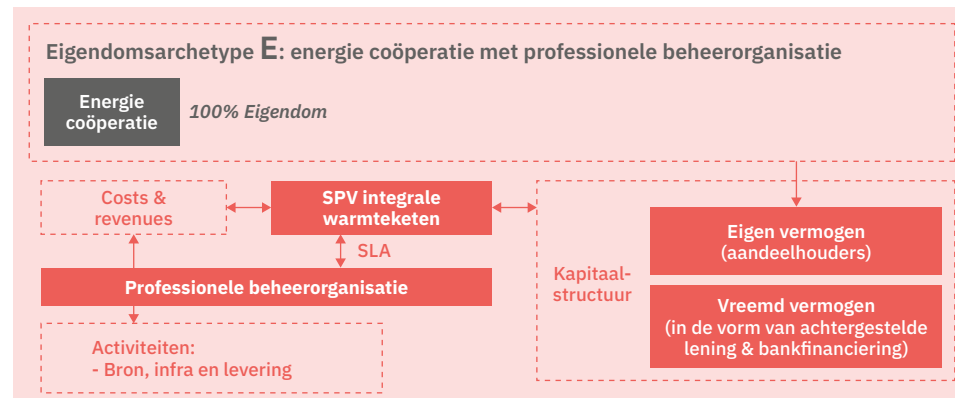 Eigendomsarchetype E: energie coöperatie met professionele beheerorganisatie
Energie
coöperatie
100% Eigendom
Costs &
revenues
SPV integrale
warmteketen
SLA
Professionele beheerorganisatie
Activiteiten:
- Bron, infra en levering
Kapitaal-
structuur
Eigen vermogen
(aandeelhouders)
Vreemd vermogen
(in de vorm van achtergestelde
lening & bankfinanciering)